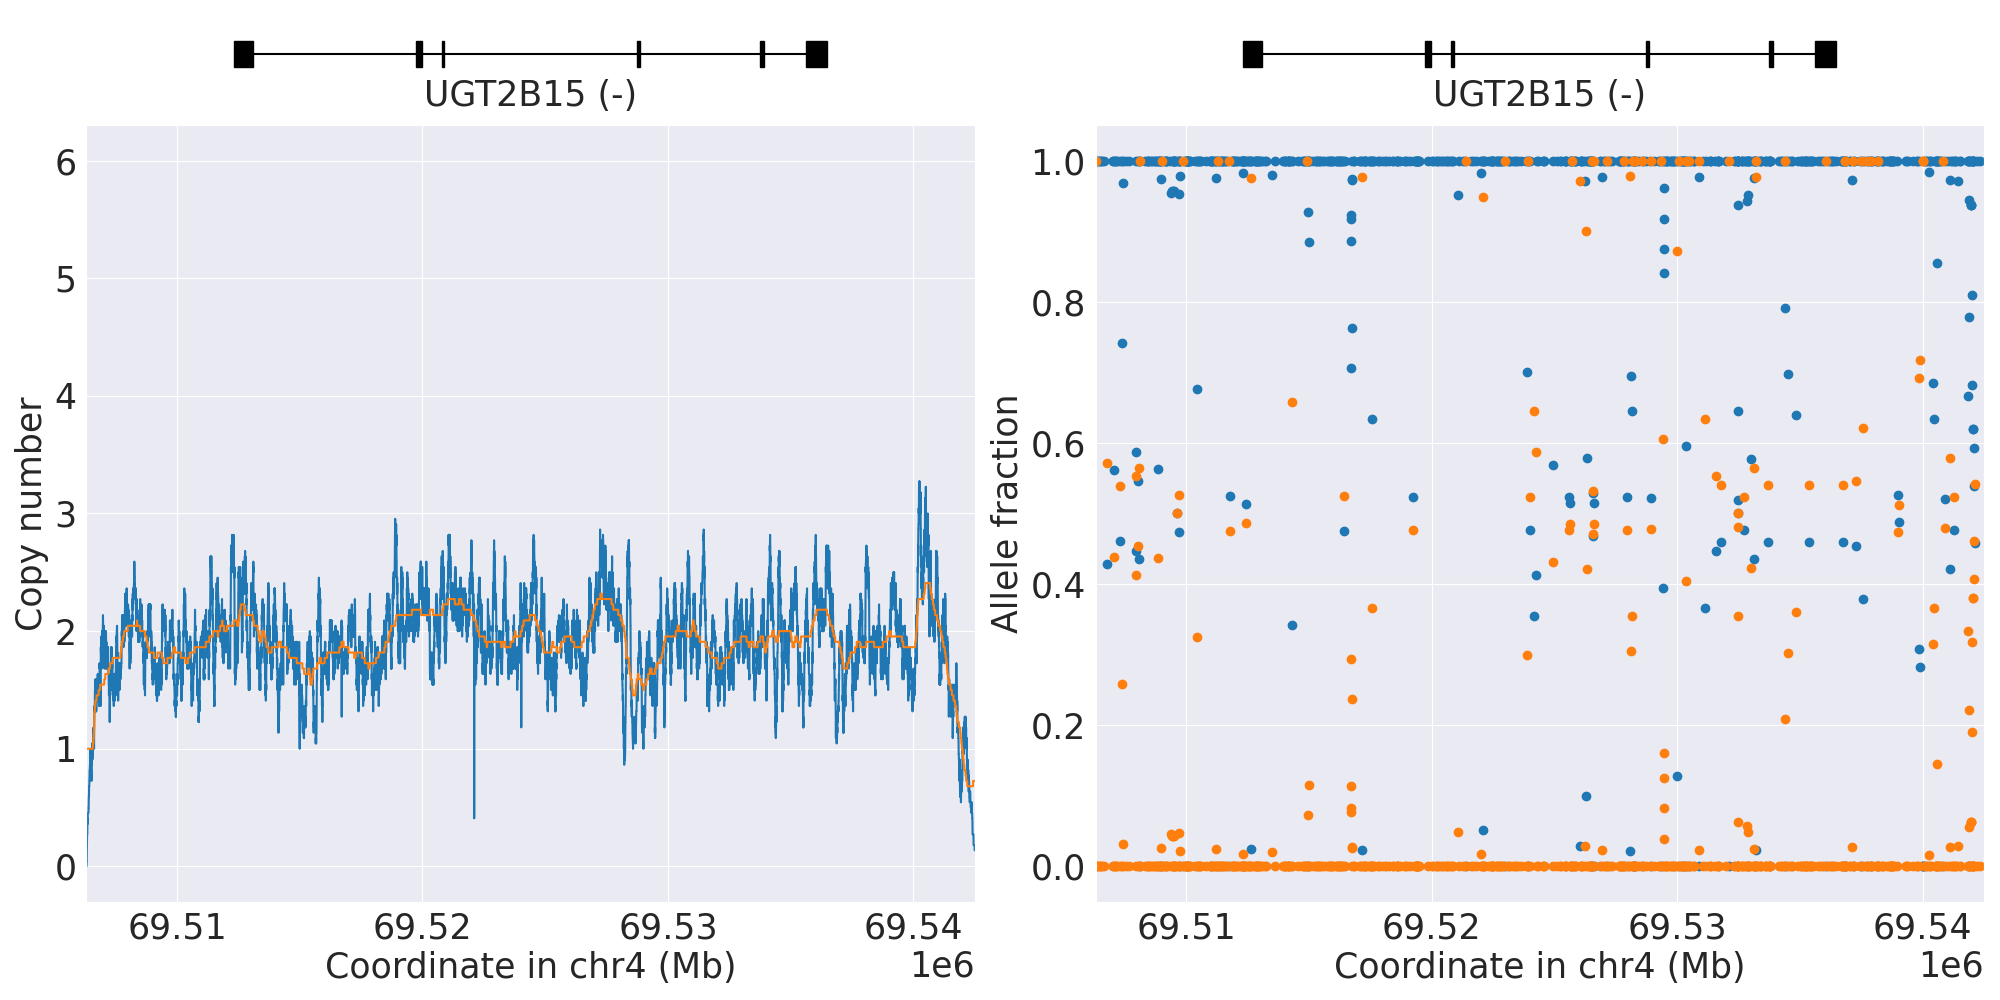 UGT2B15 (-)
6
5
4
3
2
1
0
Copy number
69.51 69.52 69.53 69.54
Coordinate in chr4 (Mb)
1e6
UGT2B15 (-)
1.0
0.8
0.6
0.4
0.2
0.0
Allele fraction
69.51 69.52 69.53 69.54
Coordinate in chr4 (Mb)
1e6